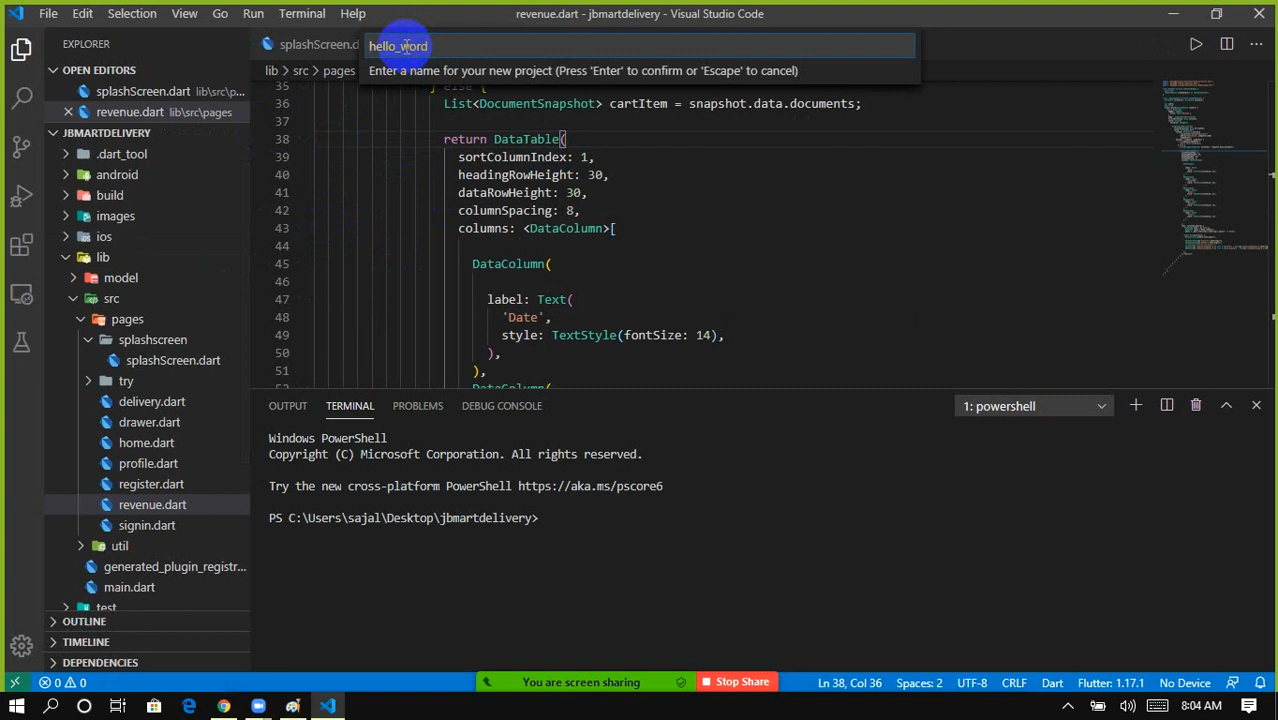 File Edit Selection View Go Run Terminal Help
revenue.dart - jbmartdelivery - Visual Studio Code
EXPLORER
splashScreen.d
hello_word
Enter a name for your new project (Press 'Enter' to confirm or 'Escape' to cancel)
OPEN EDITORS
splashScreen.dart lib\src\p...
revenue.dart lib\src\pages
JBMARTDELIVERY
.dart_tool
android
build
images
ios
lib
model
src
pages
splashscreen
splashScreen.dart
try
delivery.dart
drawer.dart
home.dart
profile.dart
register.dart
revenue.dart
signin.dart
util
generated_plugin_registr...
main.dart
test
OUTLINE
TIMELINE
DEPENDENCIES
lib > src > pages
35 } else {
36 List<DocumentSnapshot> cartItem = snapshot.data.documents;
37
38 return DataTable(
39 sortColumnIndex: 1,
40 headingRowHeight: 30,
41 dataRowHeight: 30,
42 columnSpacing: 8,
43 columns: <DataColumn>[
44
45 DataColumn(
46
47 label: Text(
48 'Date',
49 style: TextStyle(fontSize: 14),
50 ),
51 ),
52 DataColumn(
OUTPUT TERMINAL PROBLEMS DEBUG CONSOLE
1: powershell
Windows PowerShell
Copyright (C) Microsoft Corporation. All rights reserved.
Try the new cross-platform PowerShell https://aka.ms/pscore6
PS C:\Users\sajal\Desktop\jbmartdelivery>
0 0
You are screen sharing
Stop Share
Ln 38, Col 36 Spaces: 2 UTF-8 CRLF Dart Flutter: 1.17.1 No Device
8:04 AM